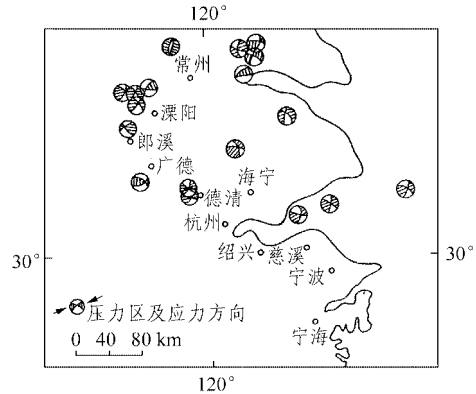 120°
常州
溧阳
郎溪
广德
海宁
德清
杭州
绍兴
慈溪
宁波
30°
30°
压力区及应力方向
宁海
0 40 80 km
120°